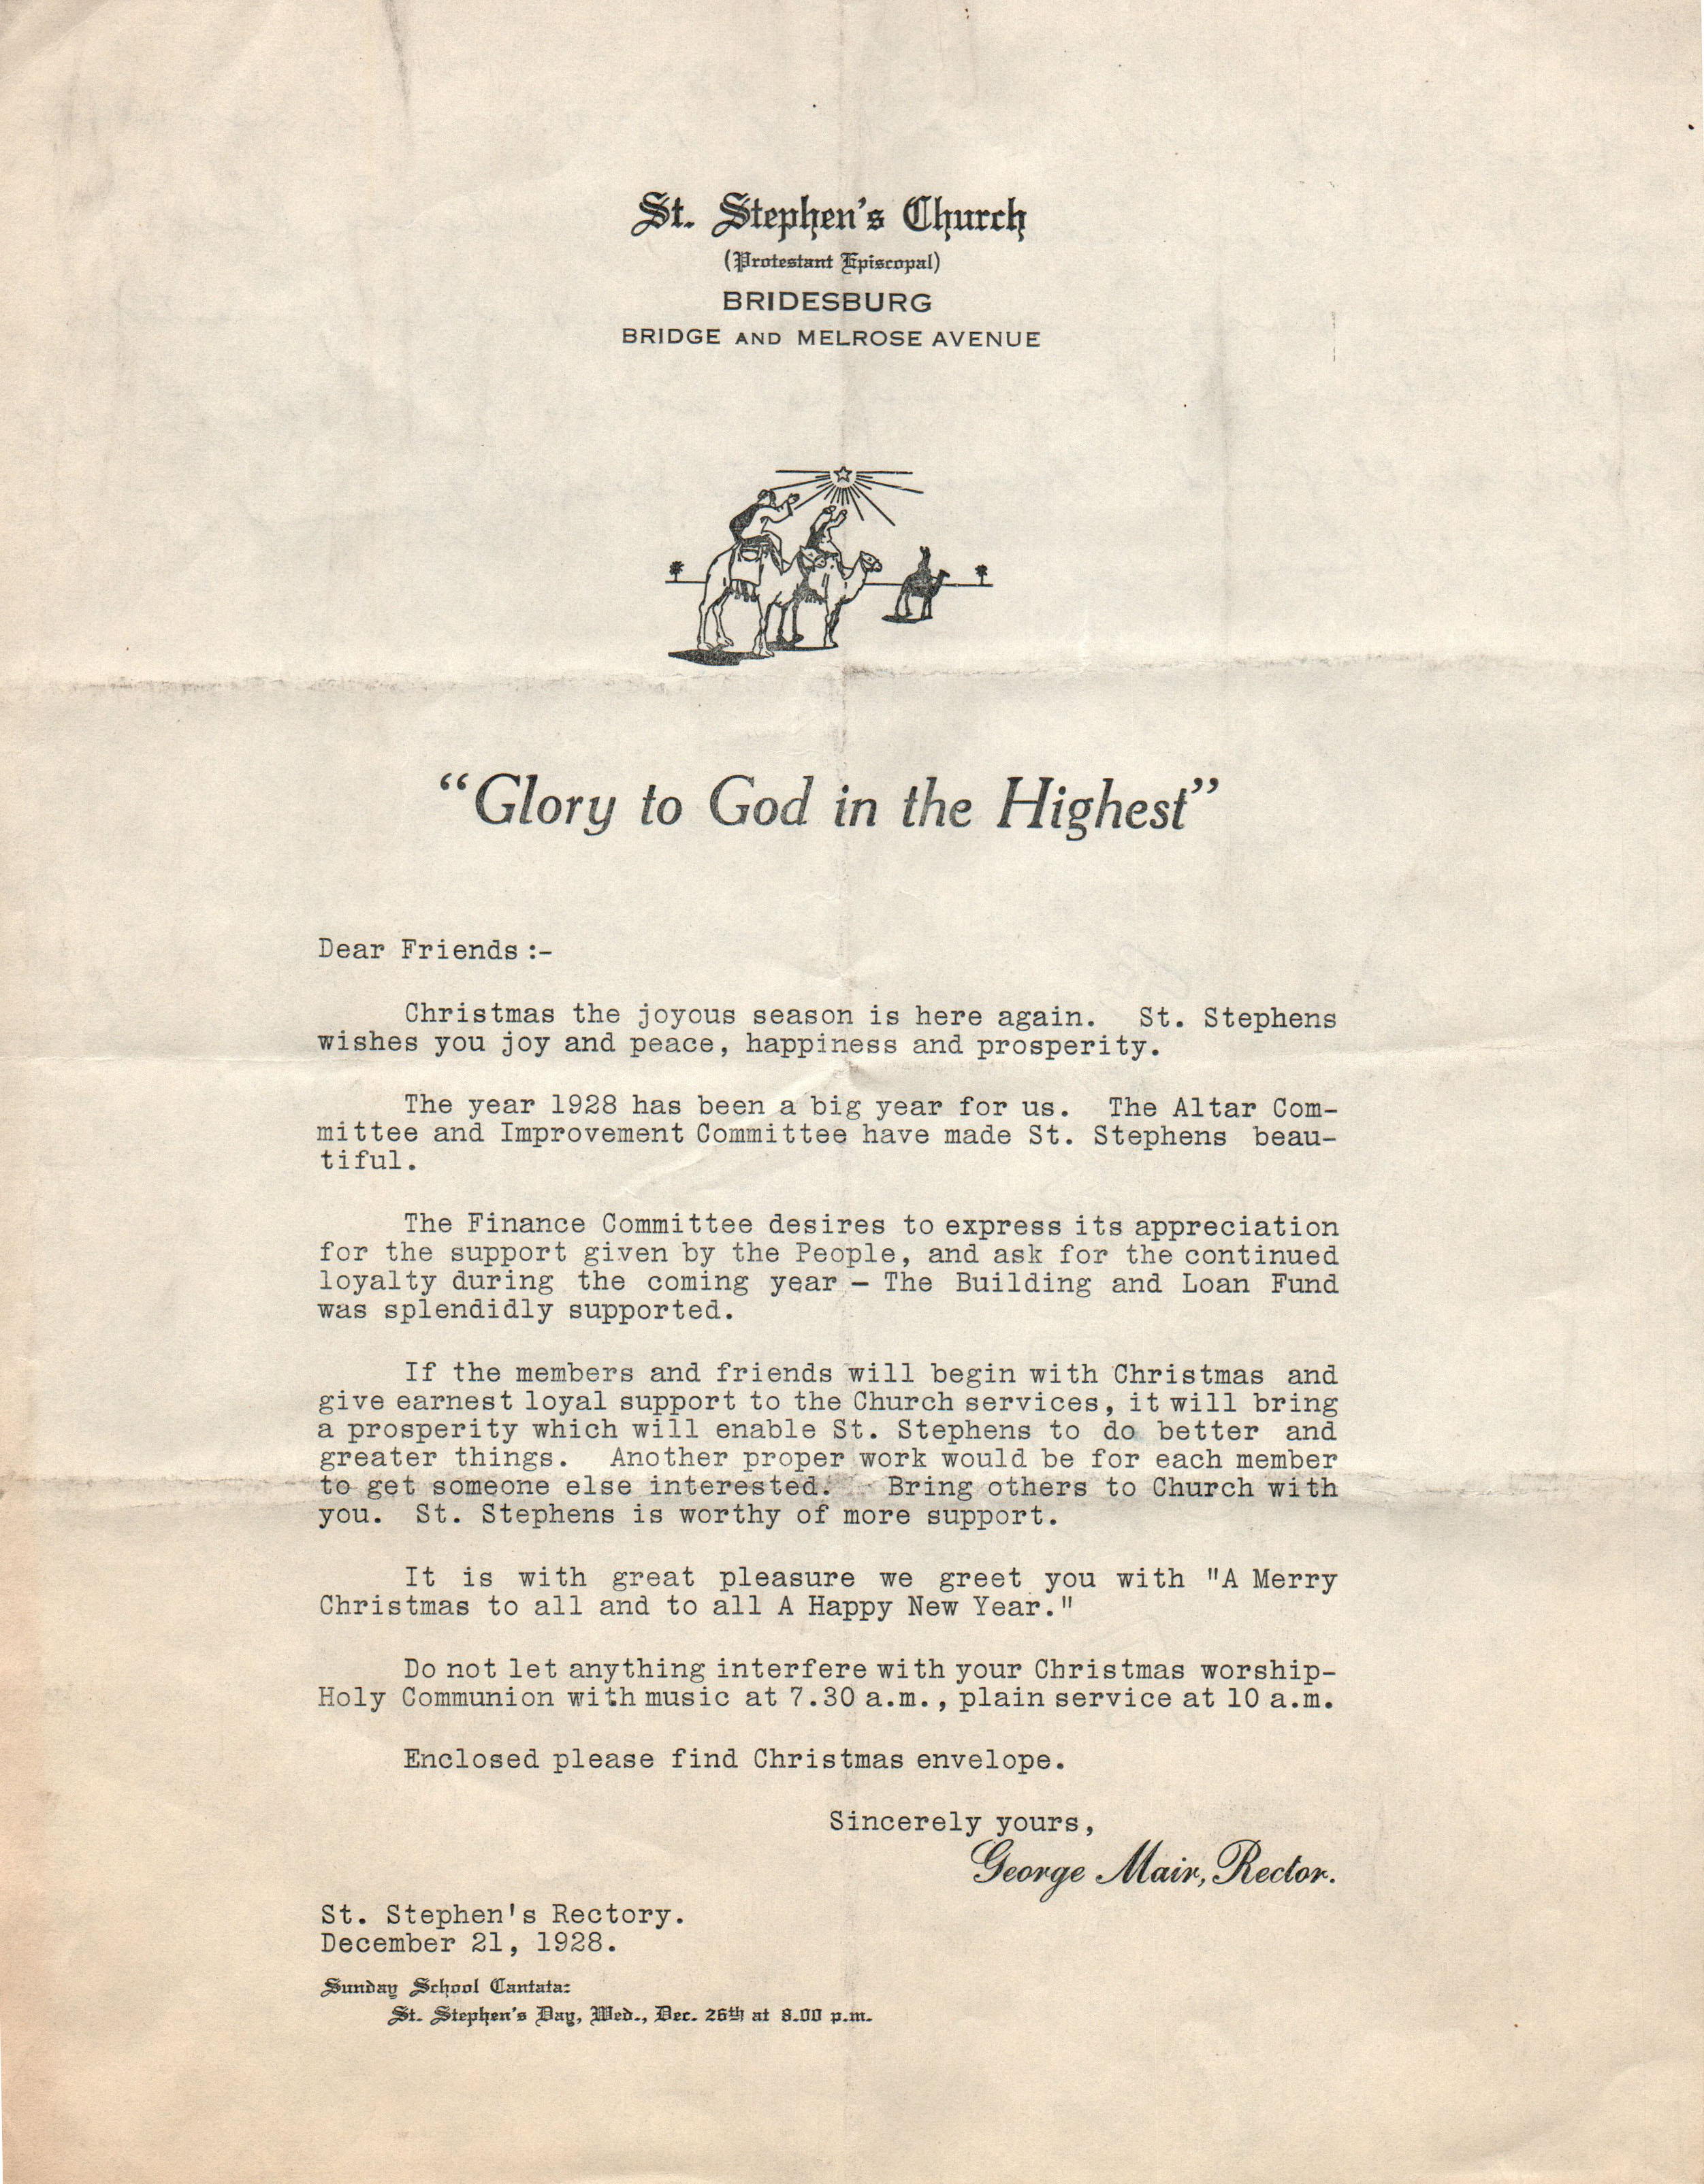 St. Stephen's Church
(Protestant Episcopal)
BRIDESBURG
BRIDGE AND MELROSE AVENUE
“Glory to God in the Highest”
Dear Friends:-
Christmas the joyous season is here again. St. Stephens
wishes you joy and peace, happiness and prosperity.
The year 1928 has been a big year for us. The Altar Com-
mittee and Improvement Committee have made St. Stephens beau-
tiful.
The Finance Committee desires to express its appreciation
for the support given by the People, and ask for the continued
loyalty during the coming year - The Building and Loan Fund
was splendidly supported.
If the members and friends will begin with Christmas and
give earnest loyal support to the Church services, it will bring
a prosperity which will enable St. Stephens to do better and
greater things. Another proper work would be for each member
to get someone else interested. Bring others to Church with
you. St. Stephens is worthy of more support.
It is with great pleasure we greet you with "A Merry
Christmas to all and to all A Happy New Year."
Do not let anything interfere with your Christmas worship-
Holy Communion with music at 7.30 a.m., plain service at 10 a.m.
Enclosed please find Christmas envelope.
Sincerely yours,
George Mair, Rector.
St. Stephen's Rectory.
December 21, 1928.
Sunday School Cantata:
St. Stephen's Day, Wed., Dec. 26th at 8.00 p.m.